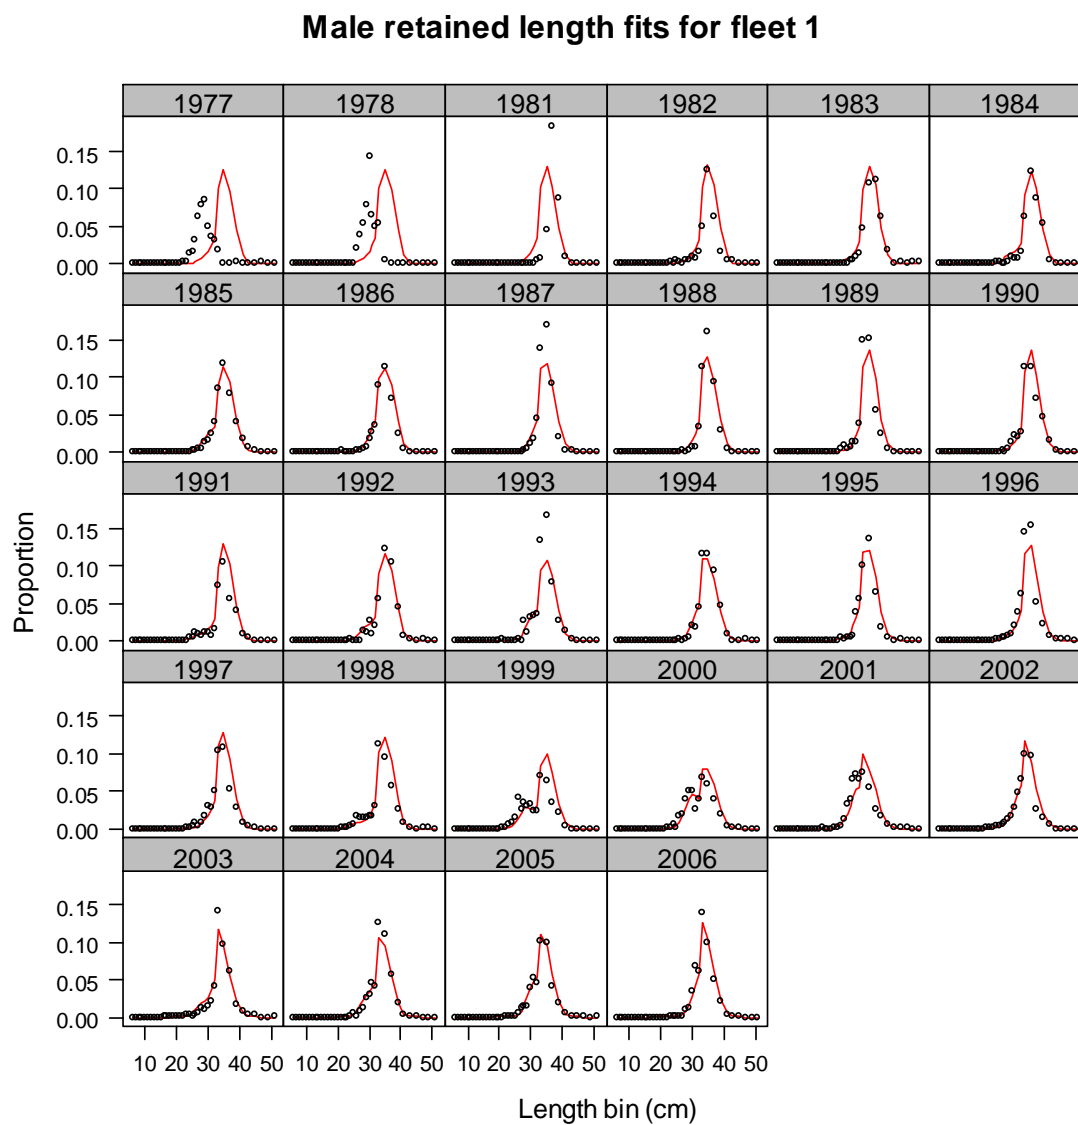 Male retained length fits for fleet 1
1977 1978 1981 1982 1983 1984
0.15
0.10
0.05
0.00
1985 1986 1987 1988 1989 1990
0.15
0.10
0.05
0.00
1991 1992 1993 1994 1995 1996
0.15
0.10
0.05
0.00
Proportion
1997 1998 1999 2000 2001 2002
0.15
0.10
0.05
0.00
2003 2004 2005 2006
0.15
0.10
0.05
0.00
10 20 30 40 50 10 20 30 40 50 10 20 30 40 50 10 20 30 40 50
Length bin (cm)